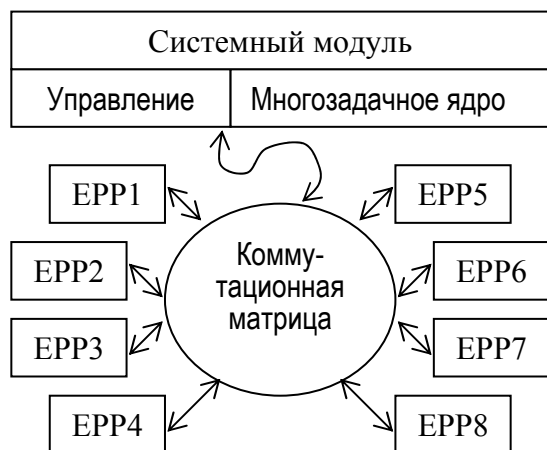 Системный модуль
Управление Многозадачное ядро
EPP1 EPP5
EPP2 EPP6
EPP3 EPP7
EPP4 EPP8
Комму-
тационная
матрица